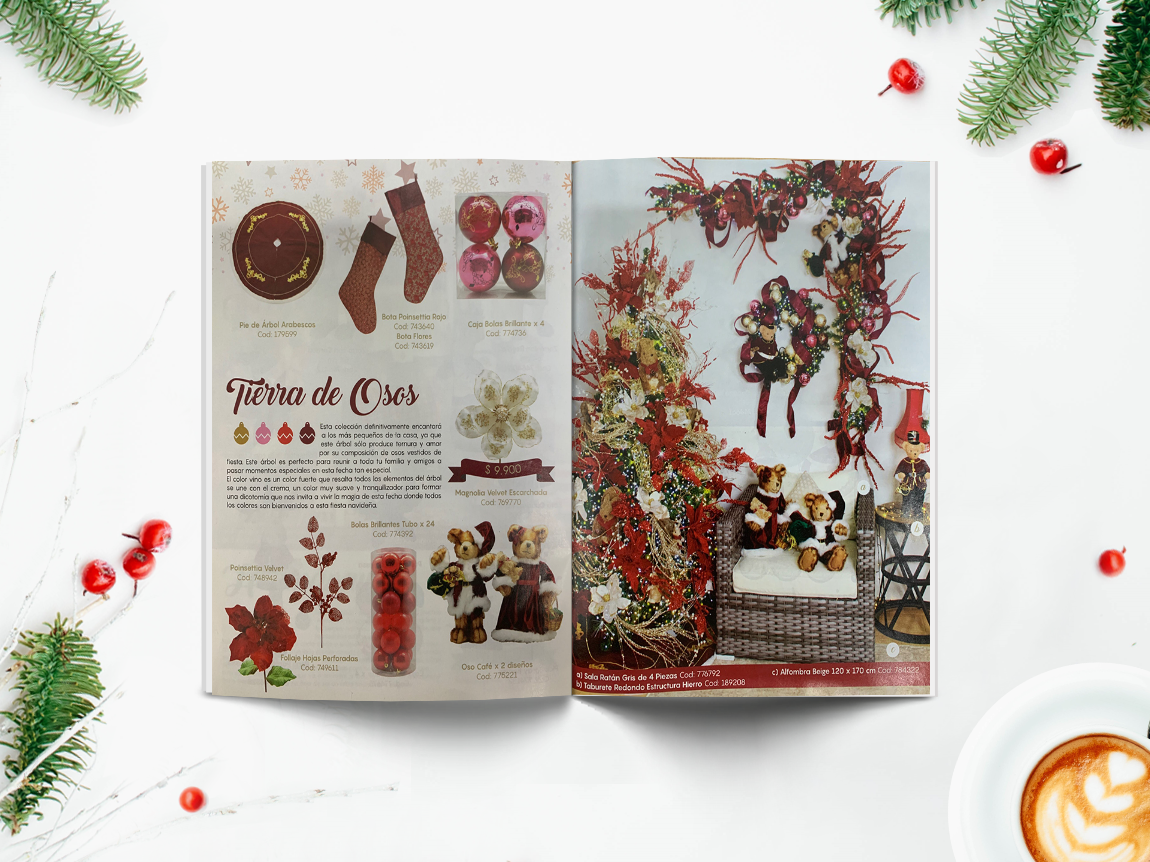 Pie de Árbol Arabescos
Cod: 179599
Bota Poinsettia Rojo
Cod: 743640
Bota Flores
Cod: 743619
Caja Bolas Brillante x 4
Cod: 774736
Tierra de Osos
Esta colección definitivamente encantará
a los más pequeños de la casa, ya que
este árbol sólo produce ternura y amor
por su composición de osos vestidos de
fiesta. Este árbol es perfecto para reunir a toda tu familia y amigos a
pasar momentos especiales en esta fecha tan especial.
El color vino es un color fuerte que resalta todos los elementos del árbol
se une con el crema, un color muy suave y tranquilizador para formar
una dicotomía que nos invita a vivir la magia de esta fecha donde todos
los colores son bienvenidos a esta fiesta navideña.
$ 9,900
Magnolia Velvet Escarchada
Cod: 769770
Bolas Brillantes Tubo x 24
Cod: 774392
Poinsettia Velvet
Cod: 748942
Foliaje Hojas Perforadas
Cod: 749611
Oso Café x 2 diseños
Cod: 775221
a
b
c
a) Sala Ratán Gris de 4 Piezas Cod: 776792
b) Taburete Redondo Estructura Hierro Cod: 189208
c) Alfombra Beige 120 x 170 cm Cod: 784322